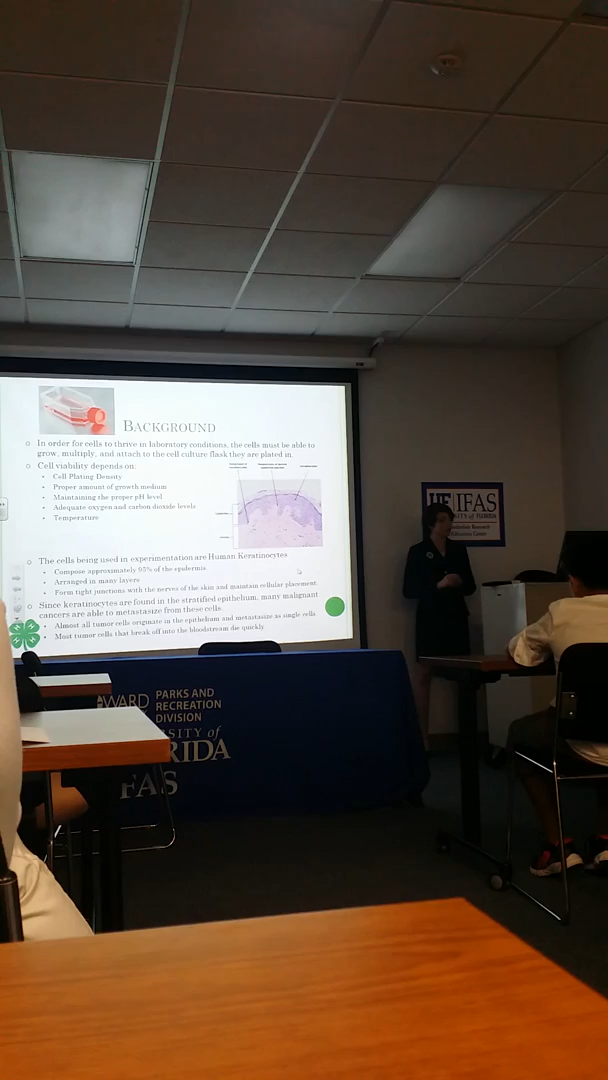 BACKGROUND
In order for cells to thrive in laboratory conditions, the cells must be able to
grow, multiply, and attach to the cell culture flask they are plated in.
Cell viability depends on:
Cell Plating Density
Proper amount of growth medium
Maintaining the proper pH level
Adequate oxygen and carbon dioxide levels
Temperature
The cells being used in experimentation are Human Keratinocytes
Compose approximately 95% of the epidermis.
Arranged in many layers
Form tight junctions with the nerves of the skin and maintain cellular placement
Since keratinocytes are found in the stratified epithelium, many malignant
cancers are able to metastasize from these cells.
Almost all tumor cells originate in the epithelium and metastasize as single cells
Most tumor cells that break off into the bloodstream die quickly
UF IFAS
SITY of FLORIDA
Research
Center
WARD PARKS AND
RECREATION
DIVISION
SITY of
RIDA
FAS